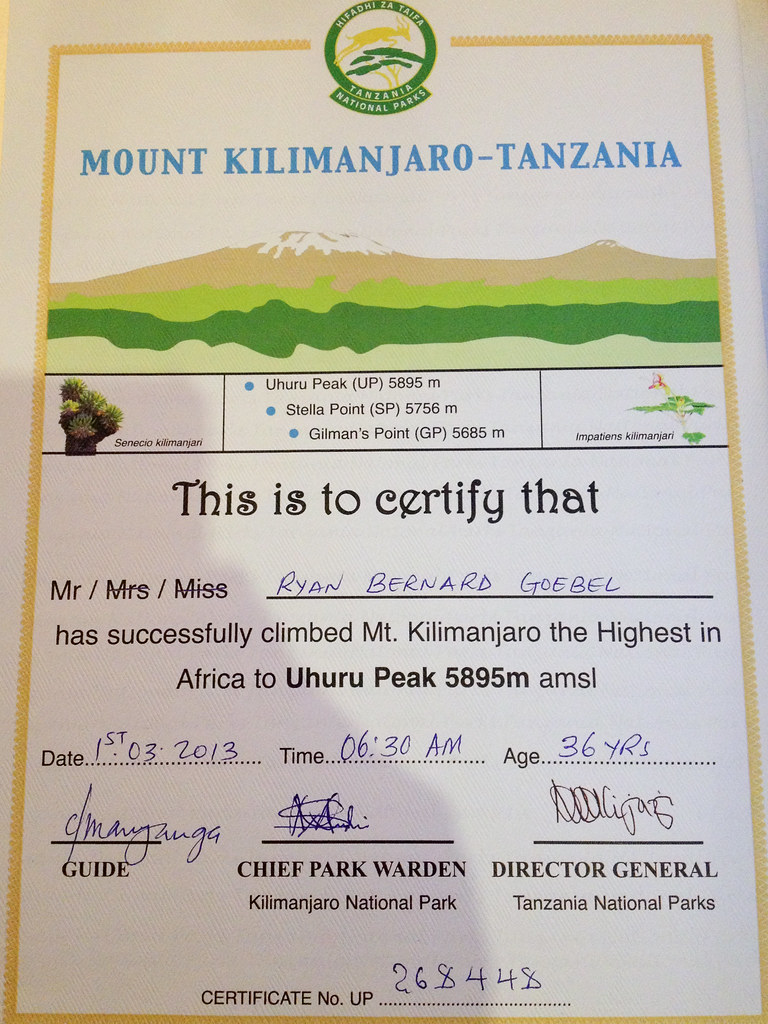 HIFADHI ZA TAIFA
TANZANIA
NATIONAL PARKS
MOUNT KILIMANJARO-TANZANIA
Uhuru Peak (UP) 5895 m
Stella Point (SP) 5756 m
Gilman's Point (GP) 5685 m
Senecio kilimanjari
Impatiens kilimanjari
This is to certify that
Mr / Mrs / Miss RYAN BERNARD GOEBEL
has successfully climbed Mt. Kilimanjaro the Highest in
Africa to Uhuru Peak 5895m amsl
Date 1ST.03.2013 Time 06:30 AM Age 36 YRS
GUIDE CHIEF PARK WARDEN DIRECTOR GENERAL
Kilimanjaro National Park Tanzania National Parks
CERTIFICATE No. UP 268448